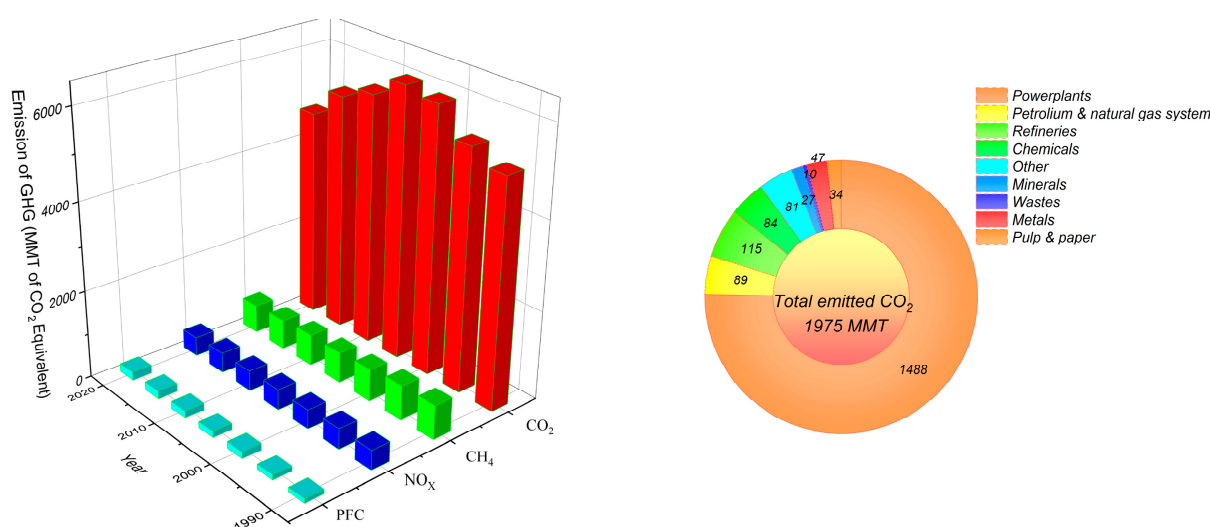 Emission of GHG (MMT of CO₂ Equivalent)
6000
4000
2000
0
2020
2010
2000
1990
Year
PFC
NOX
CH₄
CO₂
47
10
27
34
81
84
115
89
1488
Total emitted CO₂
1975 MMT
Powerplants
Petrolium & natural gas system
Refineries
Chemicals
Other
Minerals
Wastes
Metals
Pulp & paper